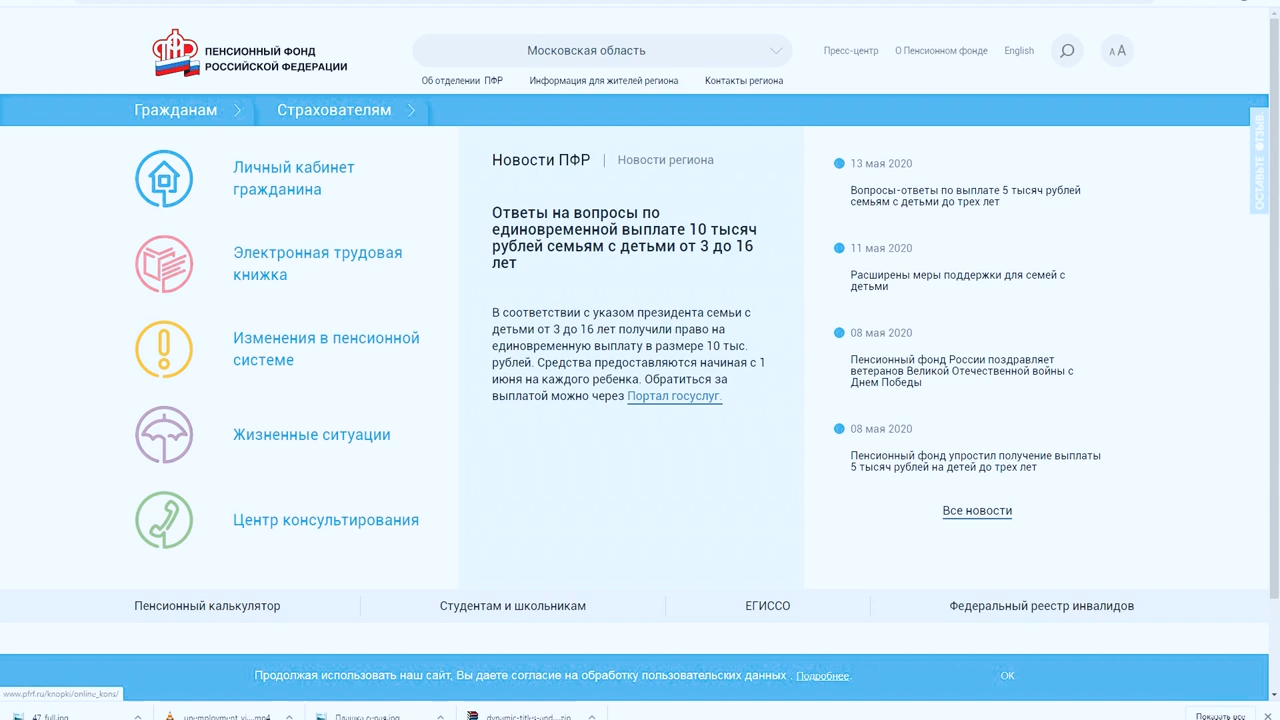 ПЕНСИОННЫЙ ФОНД
РОССИЙСКОЙ ФЕДЕРАЦИИ
Московская область
Пресс-центр
О Пенсионном фонде
English
А А
Об отделении ПФР
Информация для жителей региона
Контакты региона
Гражданам
Страхователям
ОСТАВЬТЕ ОТЗЫВ
Личный кабинет
гражданина
Электронная трудовая
книжка
Изменения в пенсионной
системе
Жизненные ситуации
Центр консультирования
Новости ПФР | Новости региона
Ответы на вопросы по
единовременной выплате 10 тысяч
рублей семьям с детьми от 3 до 16
лет
В соответствии с указом президента семьи с
детьми от 3 до 16 лет получили право на
единовременную выплату в размере 10 тыс.
рублей. Средства предоставляются начиная с 1
июня на каждого ребенка. Обратиться за
выплатой можно через Портал госуслуг.
13 мая 2020
Вопросы-ответы по выплате 5 тысяч рублей
семьям с детьми до трех лет
11 мая 2020
Расширены меры поддержки для семей с
детьми
08 мая 2020
Пенсионный фонд России поздравляет
ветеранов Великой Отечественной войны с
Днем Победы
08 мая 2020
Пенсионный фонд упростил получение выплаты
5 тысяч рублей на детей до трех лет
Все новости
Пенсионный калькулятор
Студентам и школьникам
ЕГИССО
Федеральный реестр инвалидов
Продолжая использовать наш сайт, Вы даете согласие на обработку пользовательских данных . Подробнее.
ОК
www.pfrf.ru/knopki/online_kons/
47_full.jpg
unemployment_vi....mp4
dynamic-titles-and....zip
Показать все